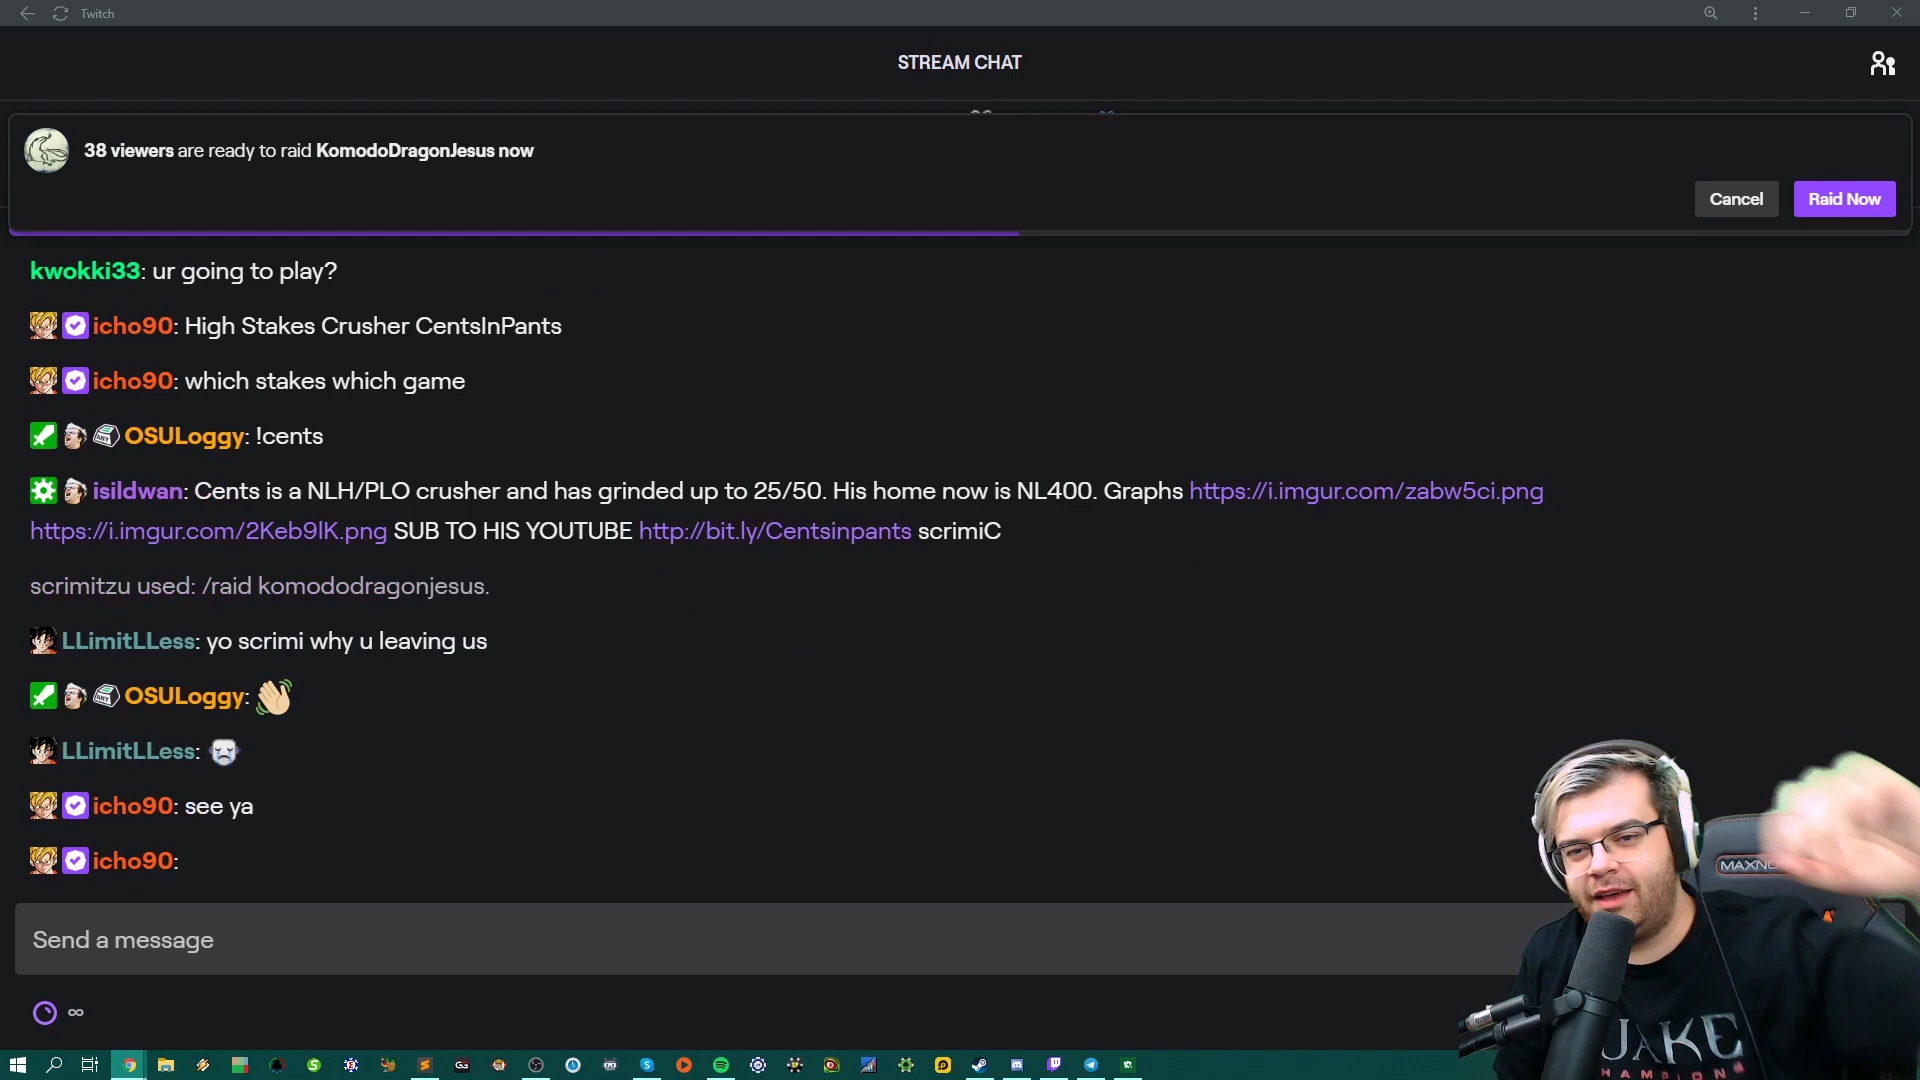 Twitch
STREAM CHAT
38 viewers are ready to raid KomodoDragonJesus now
Cancel
Raid Now
kwokki33: ur going to play?
icho90: High Stakes Crusher CentsInPants
icho90: which stakes which game
OSULoggy: !cents
isildwan: Cents is a NLH/PLO crusher and has grinded up to 25/50. His home now is NL400. Graphs https://i.imgur.com/zabw5ci.png
https://i.imgur.com/2Keb9lK.png SUB TO HIS YOUTUBE http://bit.ly/Centsinpants scrimiC
scrimitzu used: /raid komododragonjesus.
LLimitLLess: yo scrimi why u leaving us
OSULoggy:
LLimitLLess:
icho90: see ya
icho90:
Send a message
∞